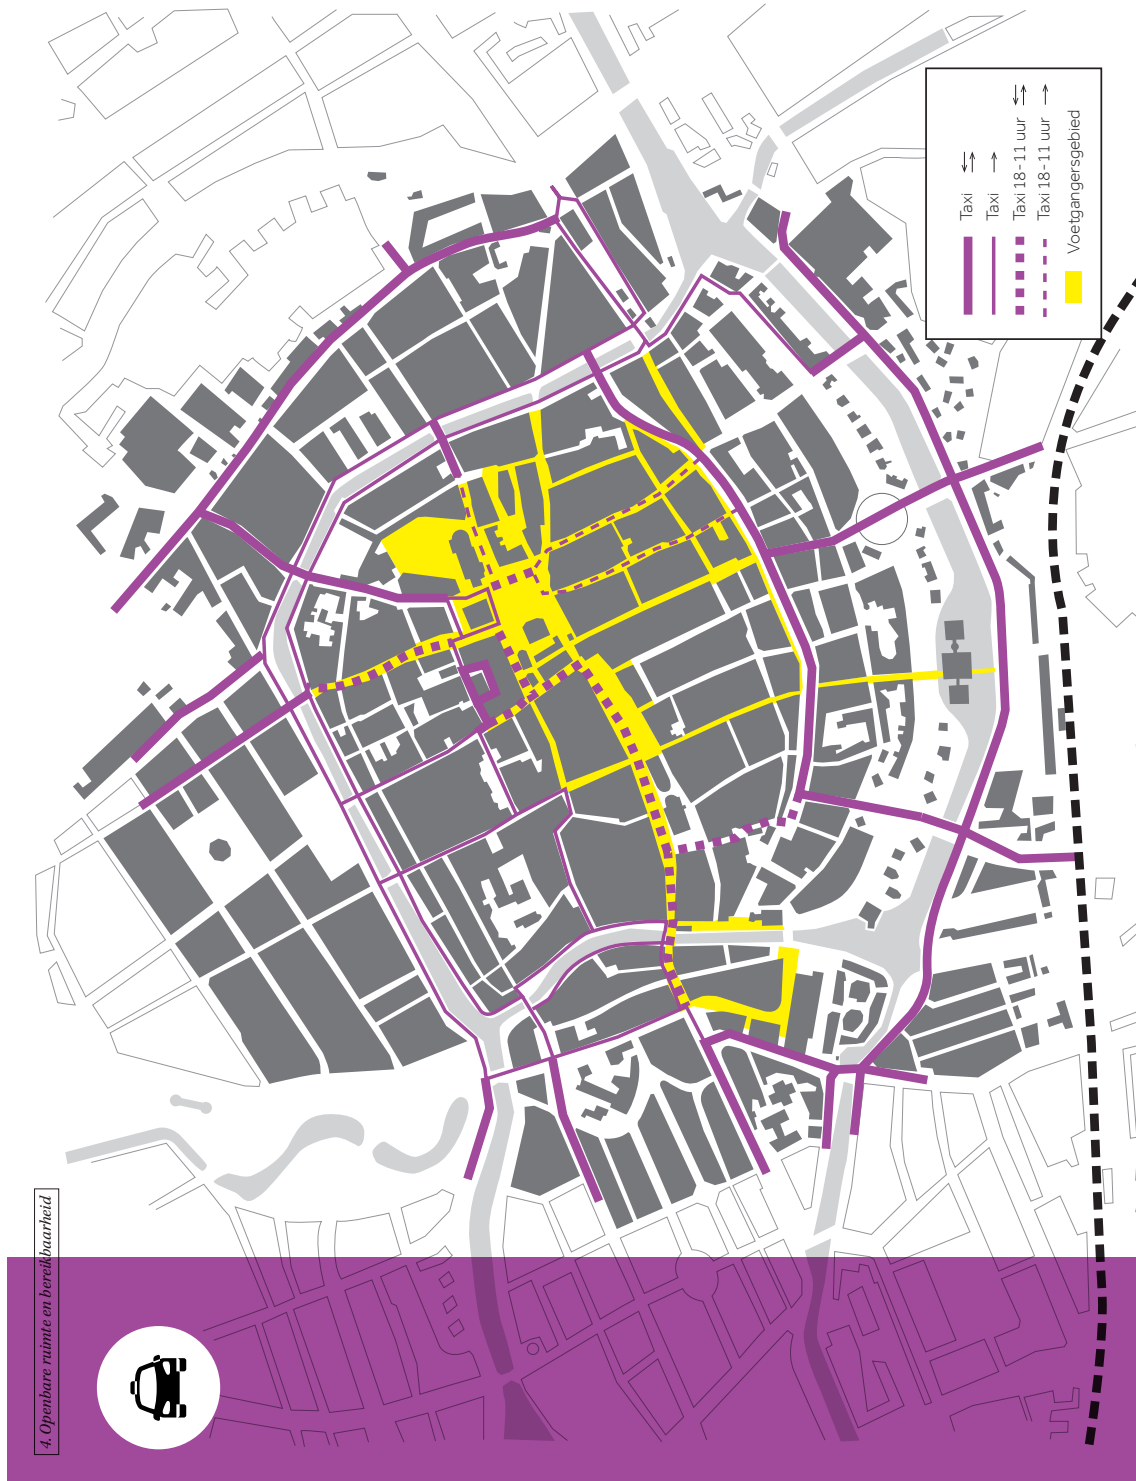 4. Openbare ruimte en bereikbaarheid
Taxi
Taxi
Taxi 18-11 uur
Taxi 18-11 uur
Voetgangersgebied